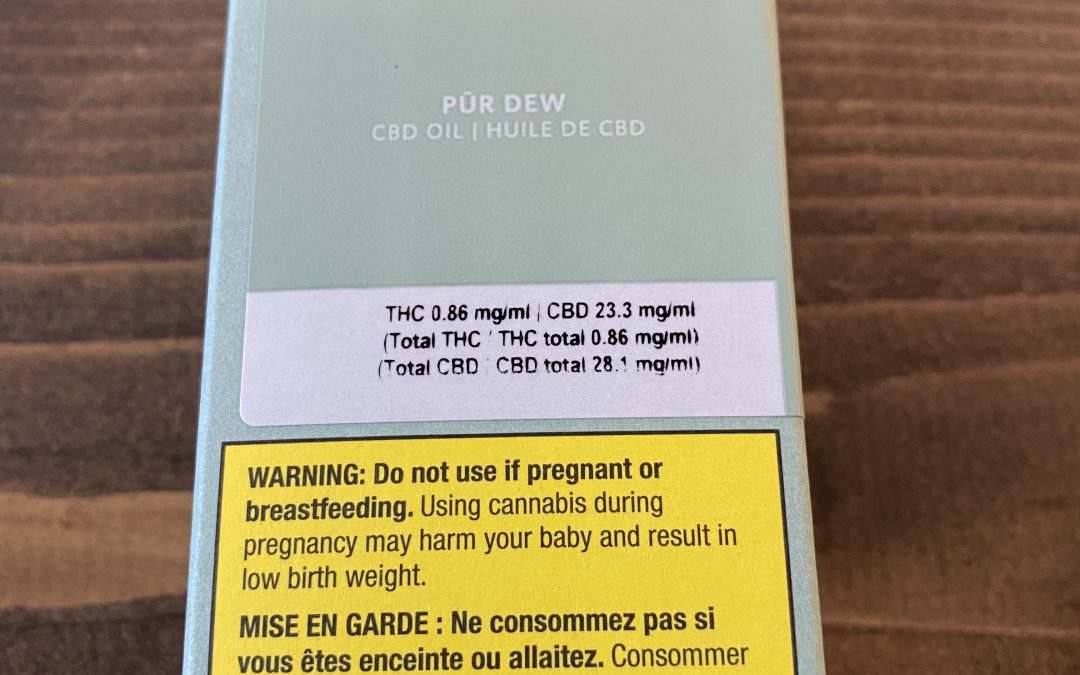 PŪR DEW
CBD OIL | HUILE DE CBD
THC 0.86 mg/ml | CBD 23.3 mg/ml
(Total THC | THC total 0.86 mg/ml)
(Total CBD | CBD total 28.1 mg/ml)
WARNING: Do not use if pregnant or
breastfeeding. Using cannabis during
pregnancy may harm your baby and result in
low birth weight.
MISE EN GARDE : Ne consommez pas si
vous êtes enceinte ou allaitez. Consommer